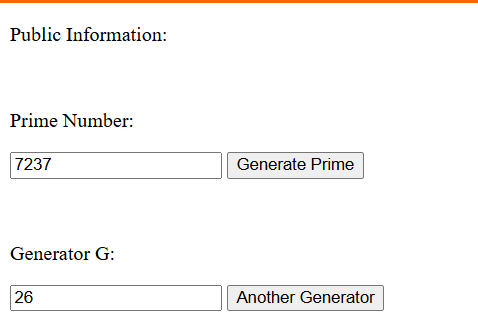 Public Information:
Prime Number:
7237 Generate Prime
Generator G:
26 Another Generator